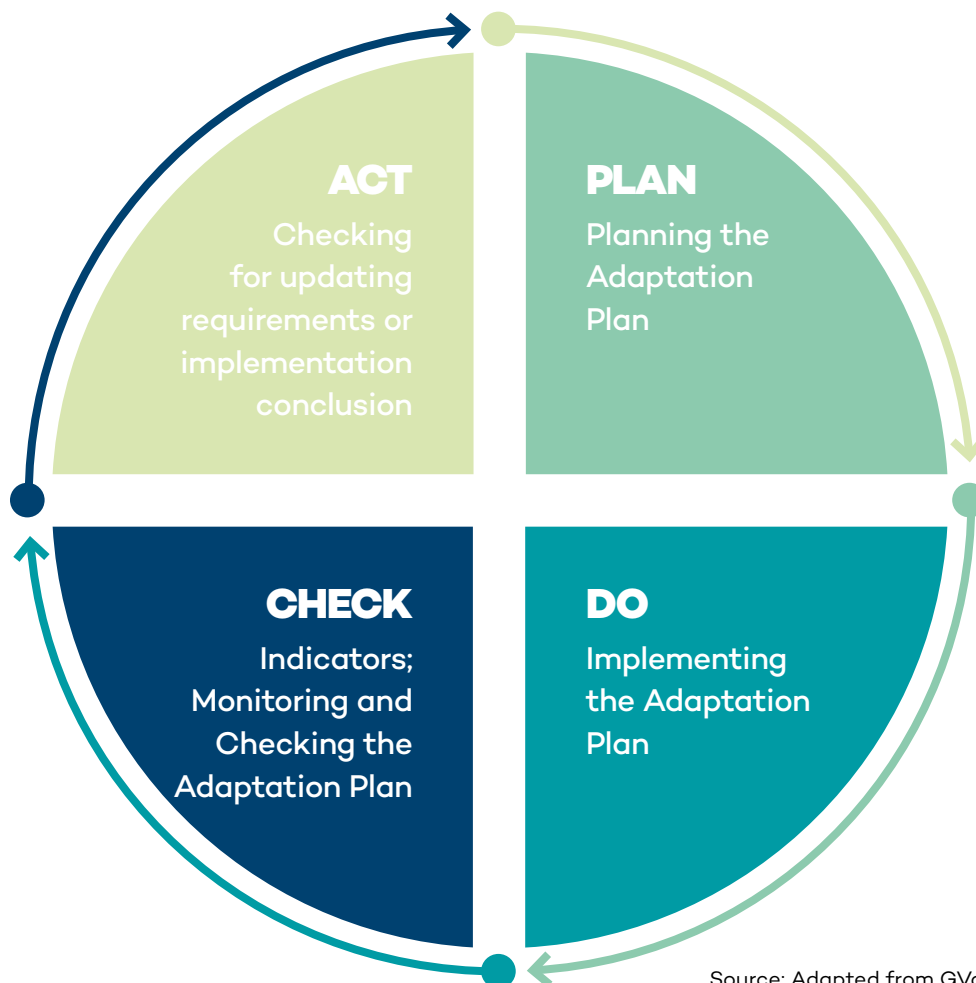 ACT
Checking
for updating
requirements or
implementation
conclusion
PLAN
Planning the
Adaptation
Plan
CHECK
Indicators;
Monitoring and
Checking the
Adaptation Plan
DO
Implementing
the Adaptation
Plan
Source: Adapted from